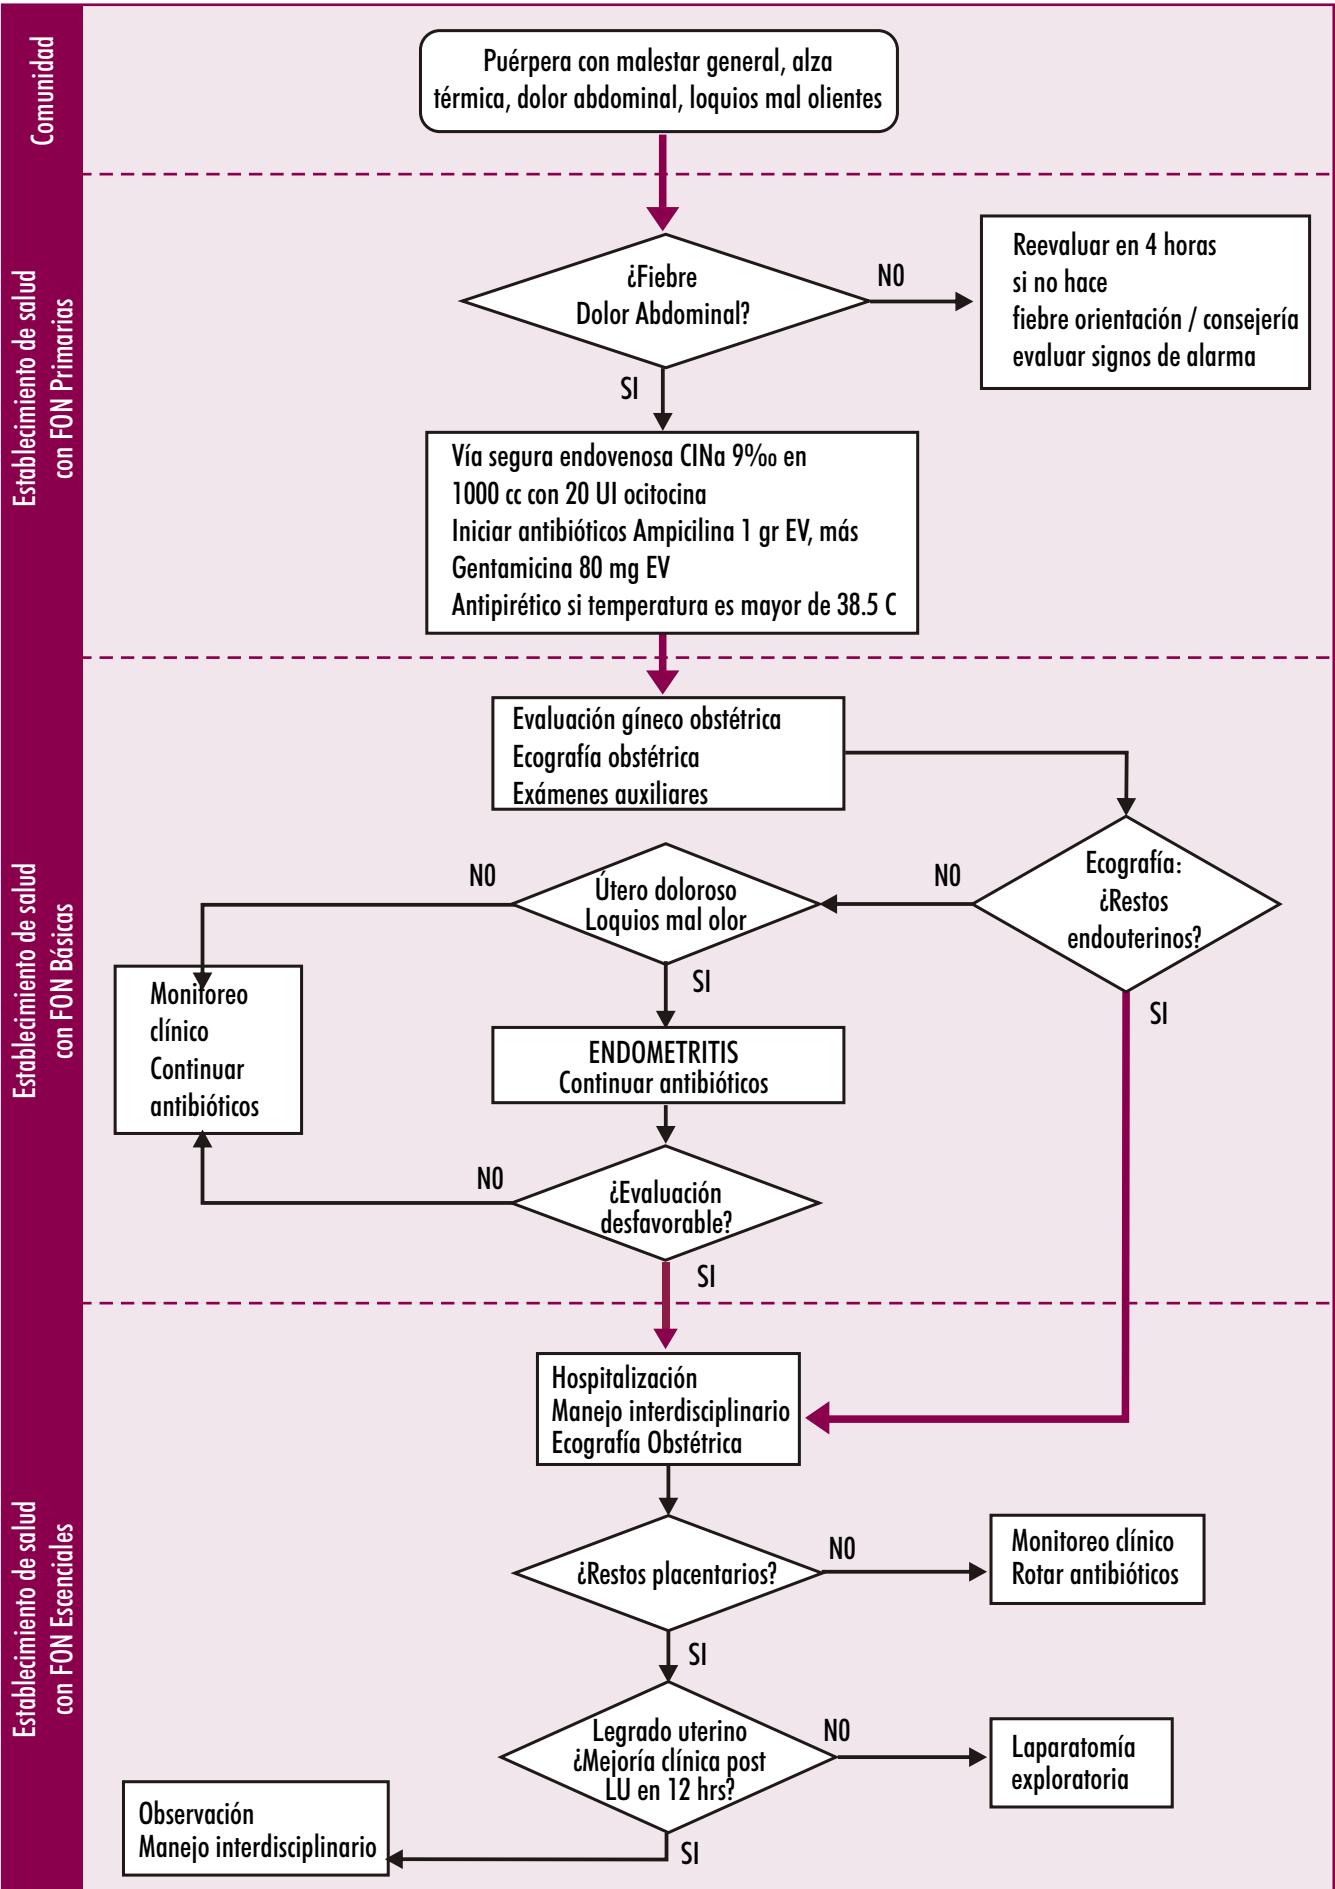 Comunidad
Puérpera con malestar general, alza
térmica, dolor abdominal, loquios mal olientes
Establecimiento de salud
con FON Primarias
¿Fiebre
Dolor Abdominal?
NO
Reevaluar en 4 horas
si no hace
fiebre orientación / consejería
evaluar signos de alarma
SI
Vía segura endovenosa ClNa 9‰ en
1000 cc con 20 UI ocitocina
Iniciar antibióticos Ampicilina 1 gr EV, más
Gentamicina 80 mg EV
Antipirético si temperatura es mayor de 38.5 C
Establecimiento de salud
con FON Básicas
Evaluación gíneco obstétrica
Ecografía obstétrica
Exámenes auxiliares
Ecografía:
¿Restos
endouterinos?
NO
SI
Útero doloroso
Loquios mal olor
NO
SI
Monitoreo
clínico
Continuar
antibióticos
ENDOMETRITIS
Continuar antibióticos
¿Evaluación
desfavorable?
NO
SI
Establecimiento de salud
con FON Escenciales
Hospitalización
Manejo interdisciplinario
Ecografía Obstétrica
¿Restos placentarios?
NO
Monitoreo clínico
Rotar antibióticos
SI
Legrado uterino
¿Mejoría clínica post
LU en 12 hrs?
NO
Laparatomía
exploratoria
SI
Observación
Manejo interdisciplinario